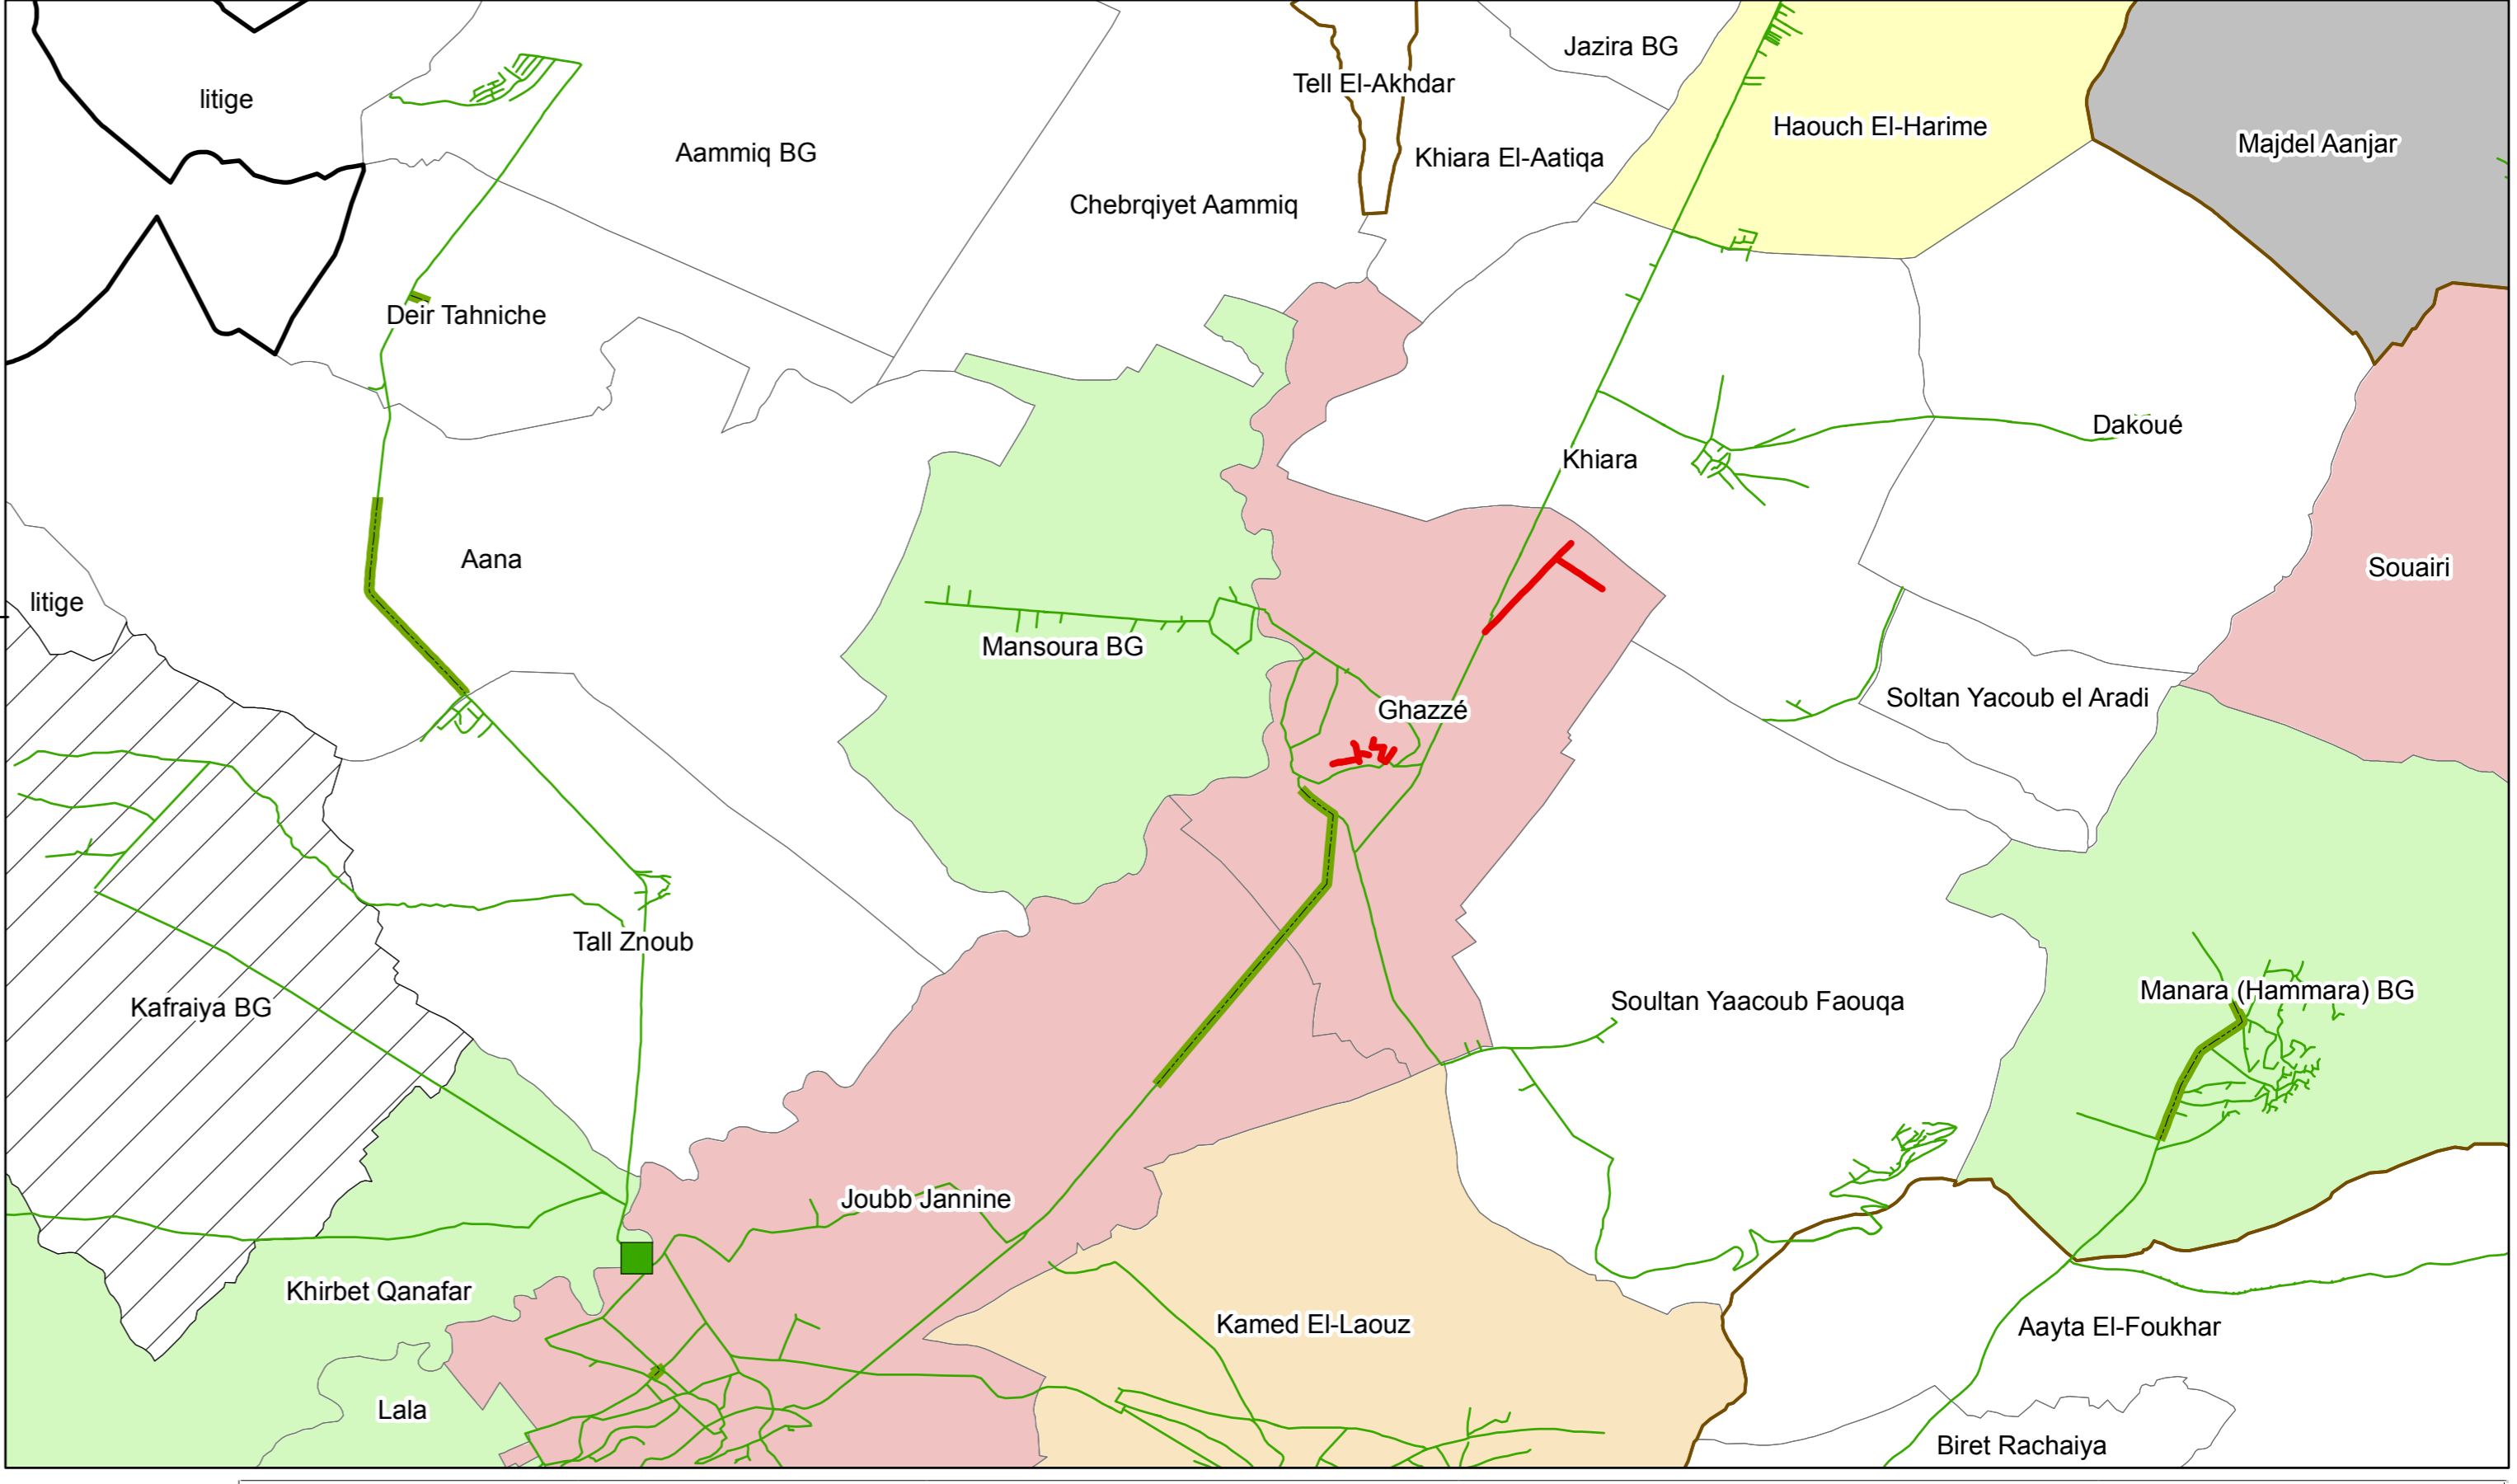 Jazira BG
Tell El-Akhdar
litige
Haouch El-Harime
Majdel Aanjar
Aammiq BG
Khiara El-Aatiqa
Chebrqiyet Aammiq
Deir Tahniche
Dakoué
Khiara
Aana
Souairi
litige
Mansoura BG
Soltan Yacoub el Aradi
Ghazzé
Tall Znoub
Manara (Hammara) BG
Soultan Yaacoub Faouqa
Kafraiya BG
Joubb Jannine
Khirbet Qanafar
Kamed El-Laouz
Aayta El-Foukhar
Lala
Biret Rachaiya